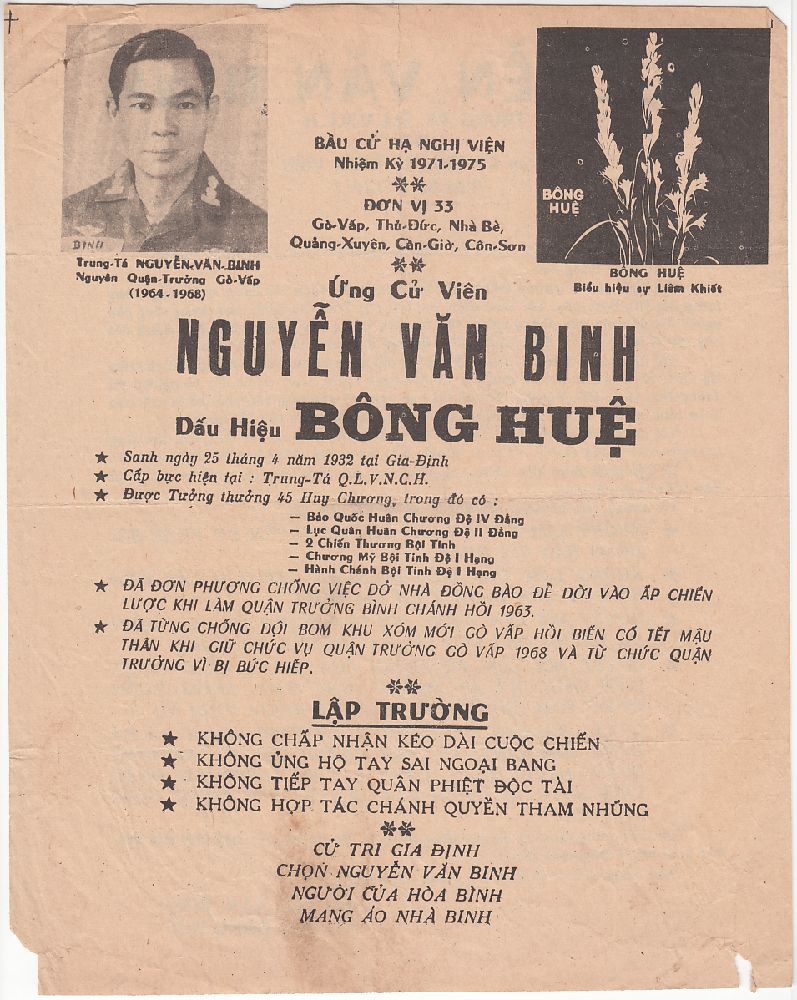 BINH
Trung-Tá NGUYỄN-VĂN-BINH
Nguyên Quận-Trưởng Gò-Vấp
(1964-1968)
BẦU CỬ HẠ NGHỊ VIỆN
Nhiệm Kỳ 1971-1975
ĐƠN VỊ 33
Gò-Vấp, Thủ-Đức, Nhà Bè,
Quảng-Xuyên, Cần-Giờ, Côn-Sơn
BÔNG
HUỆ
BÔNG HUỆ
Biểu hiệu sự Liêm Khiết
Ứng Cử Viên
NGUYỄN VĂN BINH
Dấu Hiệu BÔNG HUỆ
★ Sanh ngày 25 tháng 4 năm 1932 tại Gia-Định
★ Cấp bực hiện tại : Trung-Tá Q.L.V.N.C.H.
★ Được Tưởng thưởng 45 Huy Chương, trong đó có :
— Bảo Quốc Huân Chương Đệ IV Đẳng
— Lục Quân Huân Chương Đệ II Đẳng
— 2 Chiến Thương Bội Tinh
— Chương Mỹ Bội Tinh Đệ I Hạng
— Hành Chánh Bội Tinh Đệ I Hạng
★ ĐÃ ĐƠN PHƯƠNG CHỐNG VIỆC DỞ NHÀ ĐỒNG BÀO ĐỂ DỜI VÀO ẤP CHIẾN
LƯỢC KHI LÀM QUẬN TRƯỞNG BÌNH CHÁNH HỒI 1963.
★ ĐÃ TỪNG CHỐNG DỘI BOM KHU XÓM MỚI GÒ VẤP HỒI BIẾN CỐ TẾT MẬU
THÂN KHI GIỮ CHỨC VỤ QUẬN TRƯỞNG GÒ VẤP 1968 VÀ TỪ CHỨC QUẬN
TRƯỞNG VÌ BỊ BỨC HIẾP.
LẬP TRƯỜNG
★ KHÔNG CHẤP NHẬN KÉO DÀI CUỘC CHIẾN
★ KHÔNG ỦNG HỘ TAY SAI NGOẠI BANG
★ KHÔNG TIẾP TAY QUÂN PHIỆT ĐỘC TÀI
★ KHÔNG HỢP TÁC CHÁNH QUYỀN THAM NHŨNG
CỬ TRI GIA ĐỊNH
CHỌN NGUYỄN VĂN BINH
NGƯỜI CỦA HÒA BÌNH
MANG ÁO NHÀ BINH